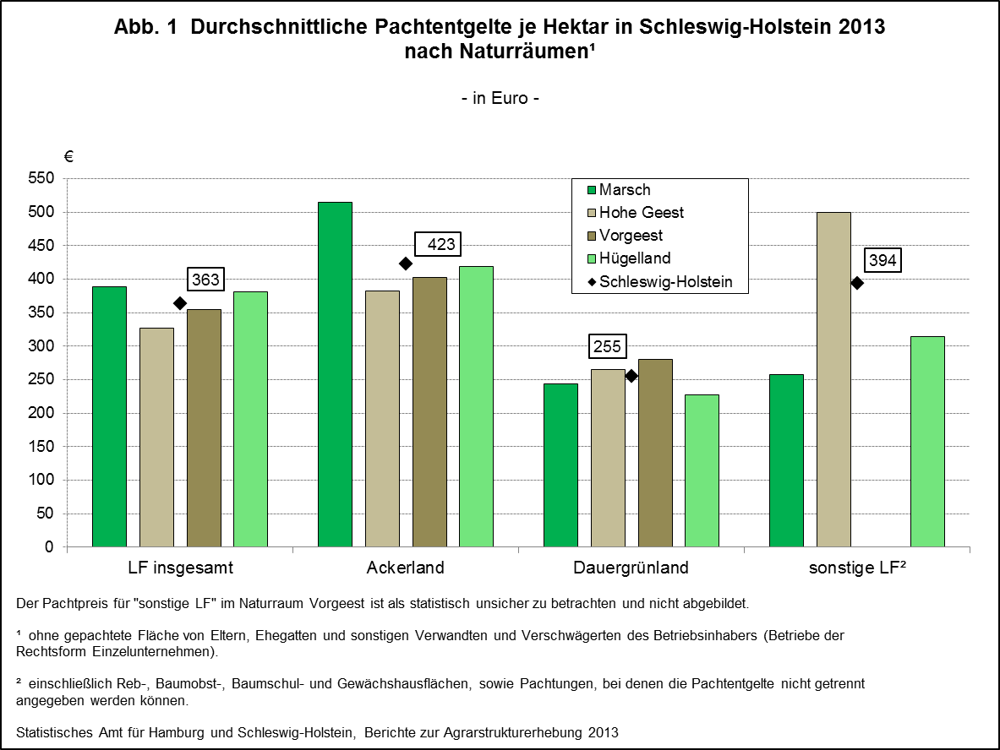 Abb. 1  Durchschnittliche Pachtentgelte je Hektar in Schleswig-Holstein 2013
nach Naturräumen¹
- in Euro -
€
550
500
450
400
350
300
250
200
150
100
50
0
Marsch
Hohe Geest
Vorgeest
Hügelland
Schleswig-Holstein
363
423
255
394
LF insgesamt
Ackerland
Dauergrünland
sonstige LF²
Der Pachtpreis für "sonstige LF" im Naturraum Vorgeest ist als statistisch unsicher zu betrachten und nicht abgebildet.
¹ ohne gepachtete Fläche von Eltern, Ehegatten und sonstigen Verwandten und Verschwägerten des Betriebsinhabers (Betriebe der
Rechtsform Einzelunternehmen).
² einschließlich Reb-, Baumobst-, Baumschul- und Gewächshausflächen, sowie Pachtungen, bei denen die Pachtentgelte nicht getrennt
angegeben werden können.
Statistisches Amt für Hamburg und Schleswig-Holstein, Berichte zur Agrarstrukturerhebung 2013